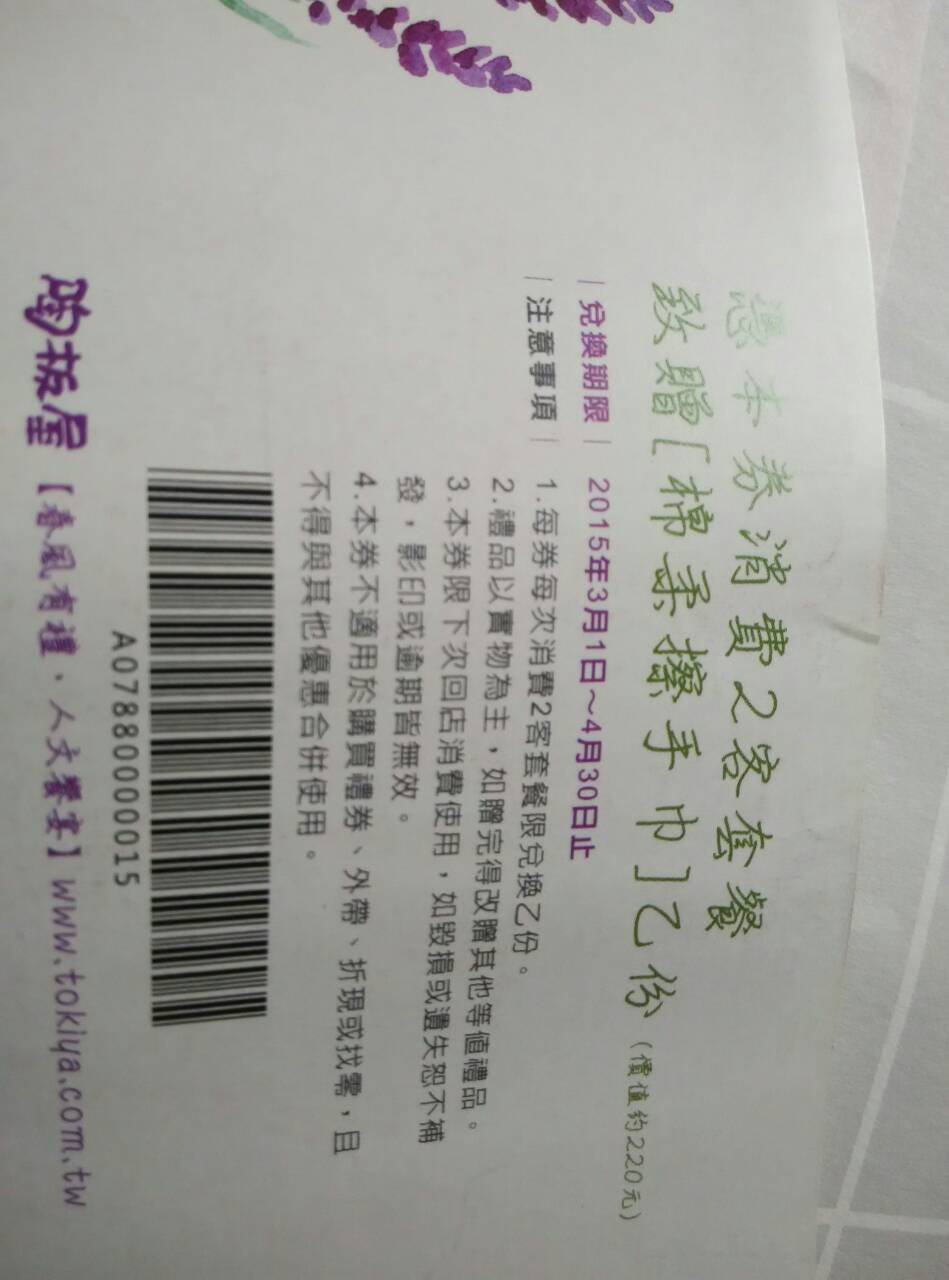 憑本券消費2客套餐
致贈[棉柔擦手巾]乙份(價值約220元)
|兌換期限| 2015年3月1日～4月30日止
|注意事項| 1.每券每次消費2客套餐限兌換乙份。
2.禮品以實物為主，如贈完得改贈其他等值禮品。
3.本券限下次回店消費使用，如毀損或遺失恕不補
發，影印或逾期皆無效。
4.本券不適用於購買禮券、外帶、折現或找零，且
不得與其他優惠合併使用。
A0788000001​5
陶板屋【春風有禮、人文饗宴】www.tokiya.com.tw